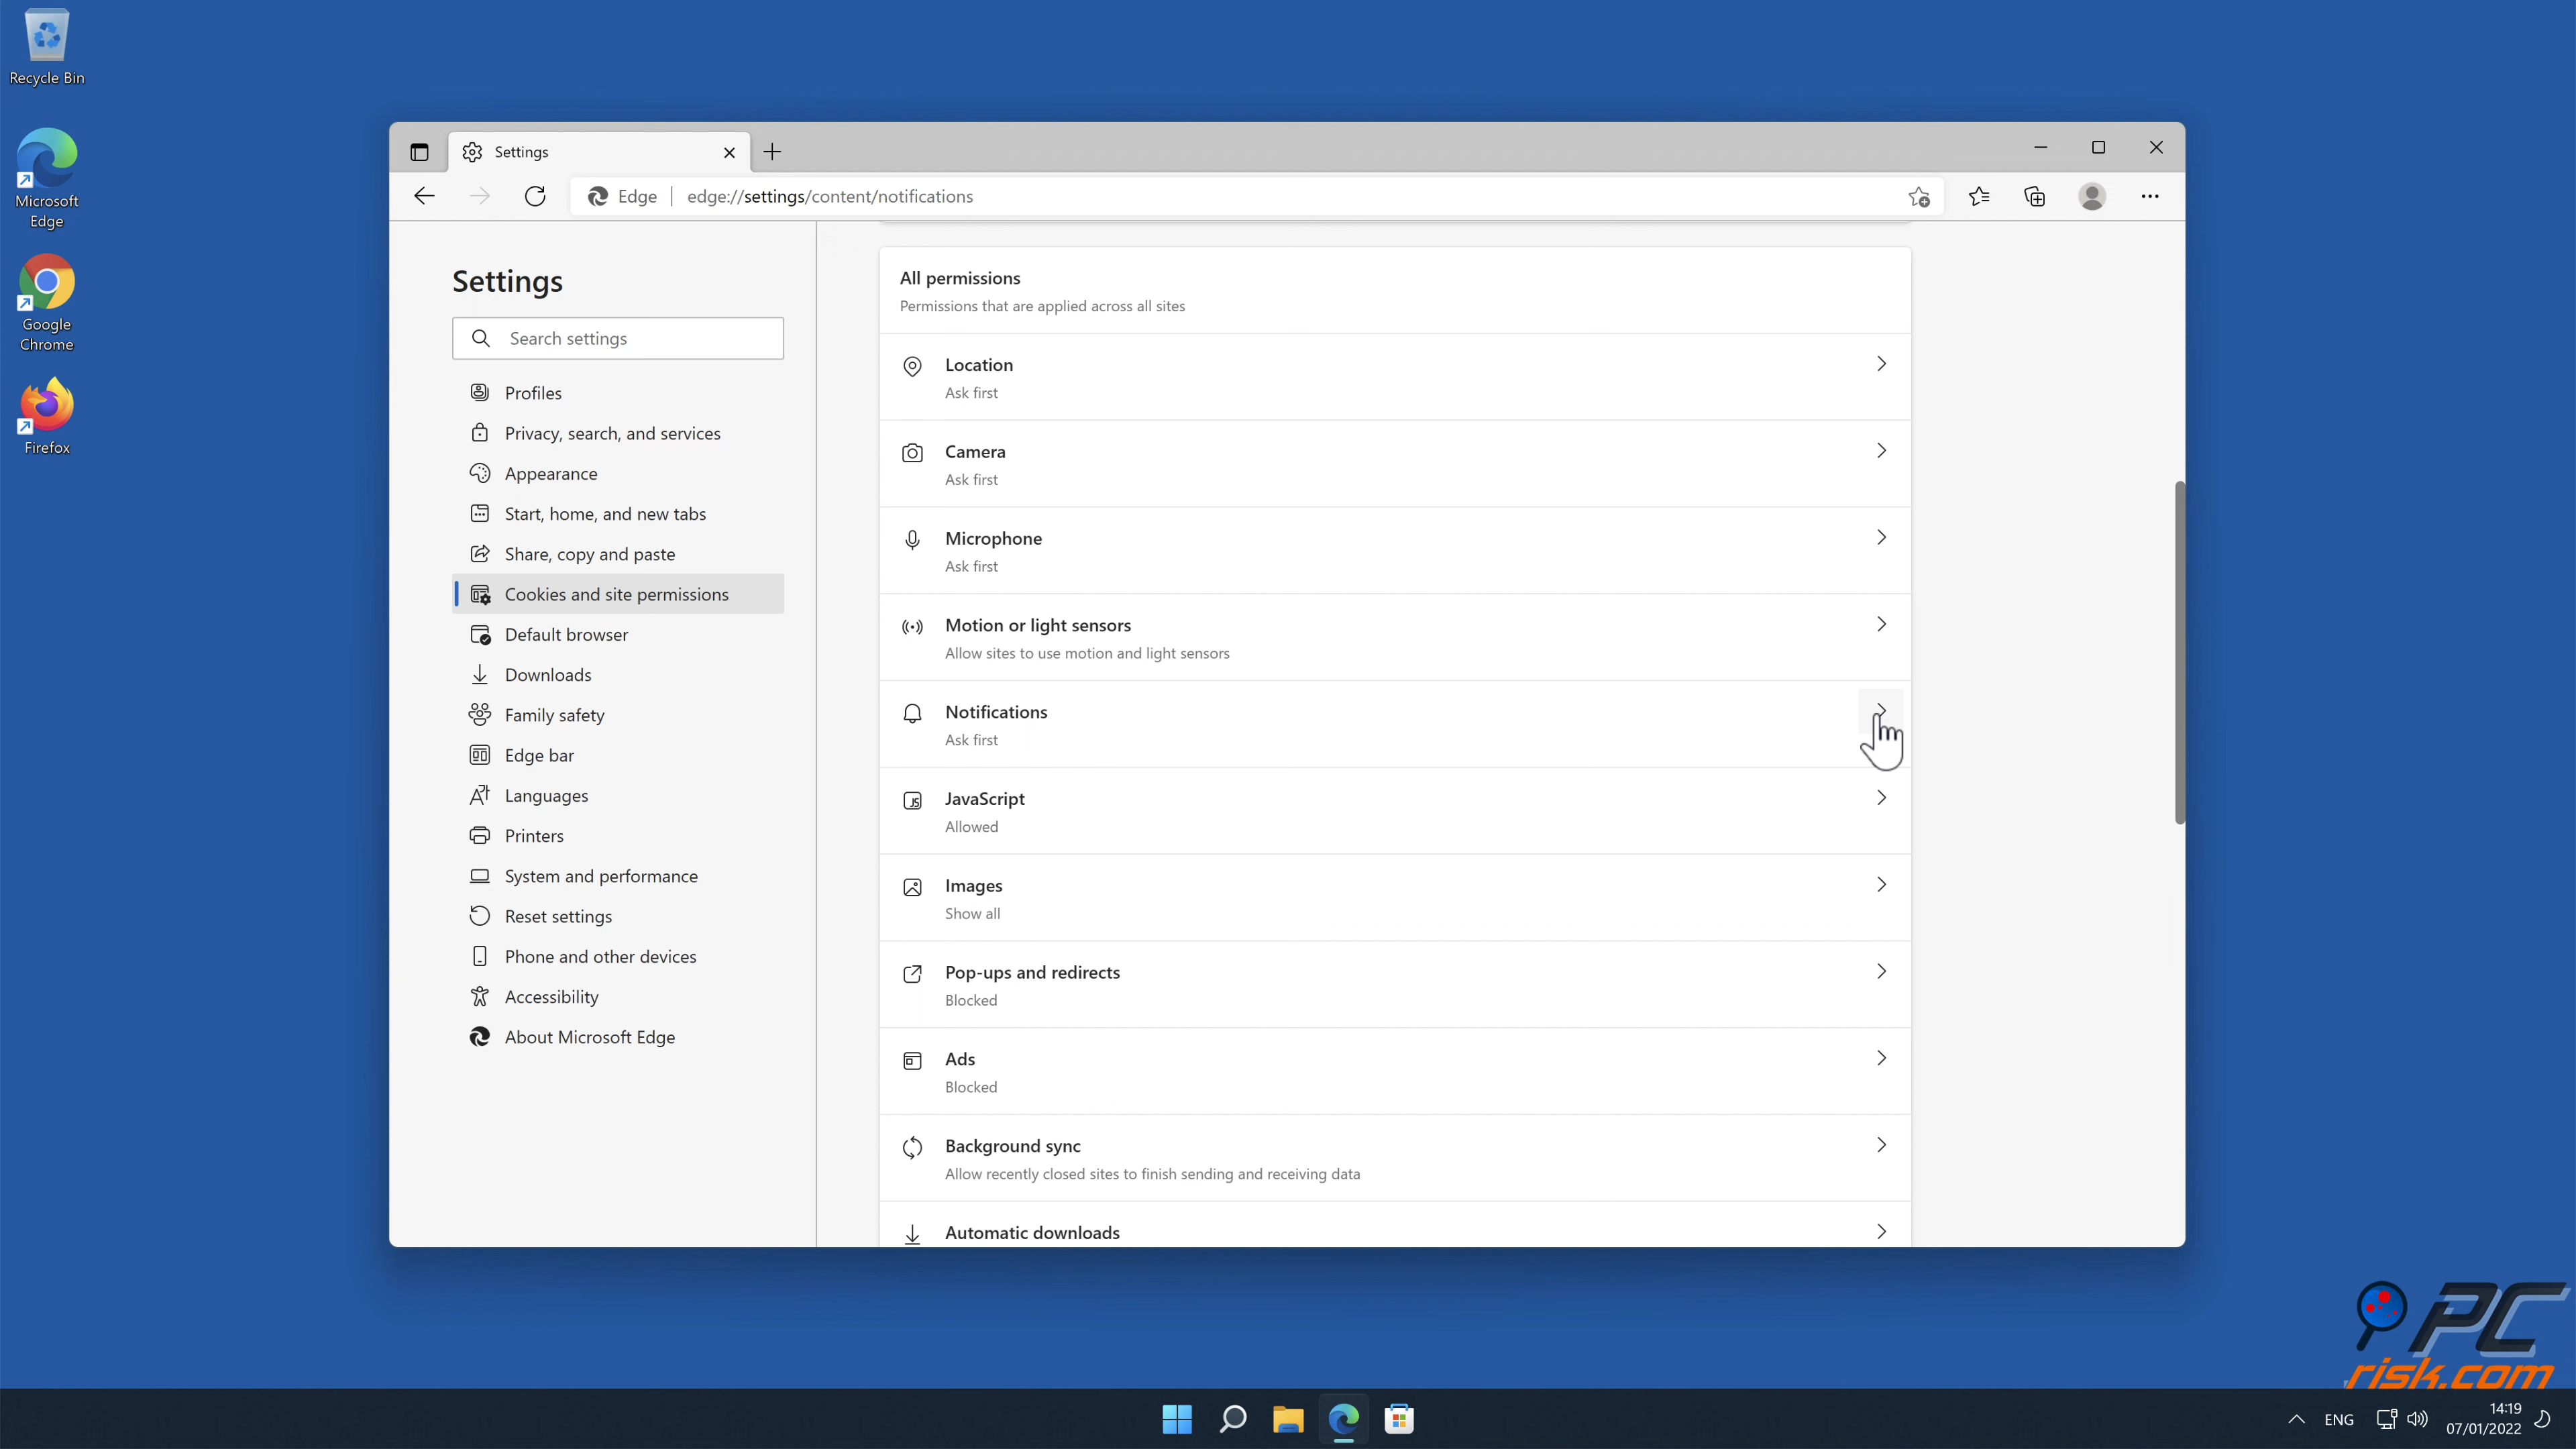 Recycle Bin
Microsoft
Edge
Google
Chrome
Firefox
Settings
Edge
edge://settings/content/notifications
Settings
Search settings
Profiles
Privacy, search, and services
Appearance
Start, home, and new tabs
Share, copy and paste
Cookies and site permissions
Default browser
Downloads
Family safety
Edge bar
Languages
Printers
System and performance
Reset settings
Phone and other devices
Accessibility
About Microsoft Edge
All permissions
Permissions that are applied across all sites
Location
Ask first
Camera
Ask first
Microphone
Ask first
Motion or light sensors
Allow sites to use motion and light sensors
Notifications
Ask first
JavaScript
Allowed
Images
Show all
Pop-ups and redirects
Blocked
Ads
Blocked
Background sync
Allow recently closed sites to finish sending and receiving data
Automatic downloads
PC
risk.com
ENG
14:19
07/01/2022